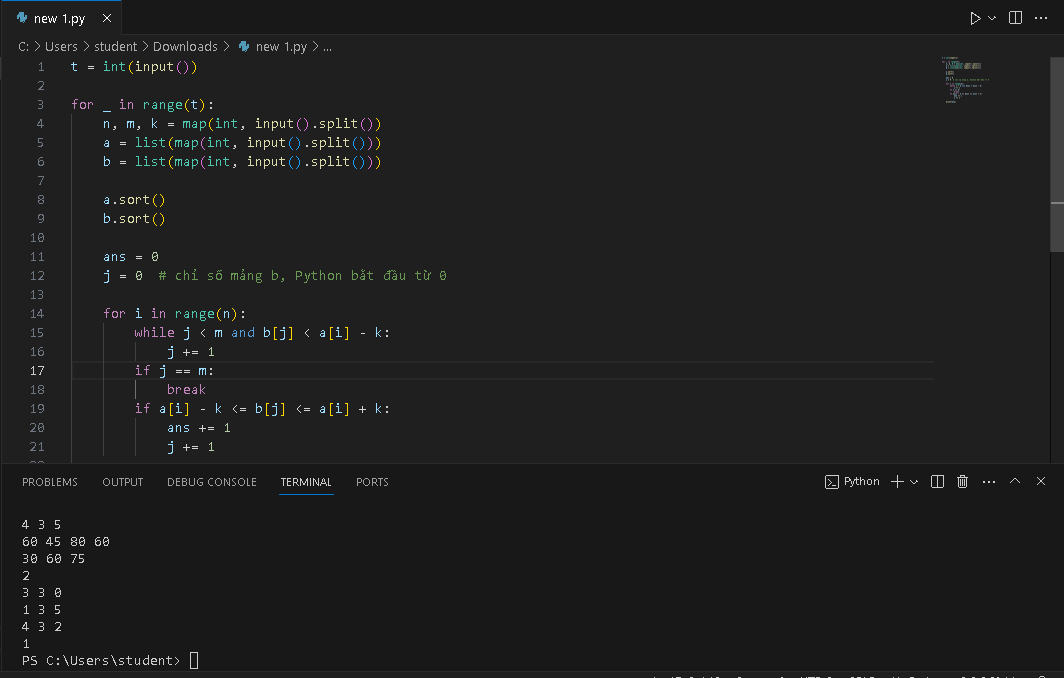 new 1.py
C: > Users > student > Downloads > new 1.py > ...
1 t = int(input())
2
3 for _ in range(t):
4 n, m, k = map(int, input().split())
5 a = list(map(int, input().split()))
6 b = list(map(int, input().split()))
7
8 a.sort()
9 b.sort()
10
11 ans = 0
12 j = 0 # chỉ số mảng b, Python bắt đầu từ 0
13
14 for i in range(n):
15 while j < m and b[j] < a[i] - k:
16 j += 1
17 if j == m:
18 break
19 if a[i] - k <= b[j] <= a[i] + k:
20 ans += 1
21 j += 1
PROBLEMS OUTPUT DEBUG CONSOLE TERMINAL PORTS Python
4 3 5
60 45 80 60
30 60 75
2
3 3 0
1 3 5
4 3 2
1
PS C:\Users\student>